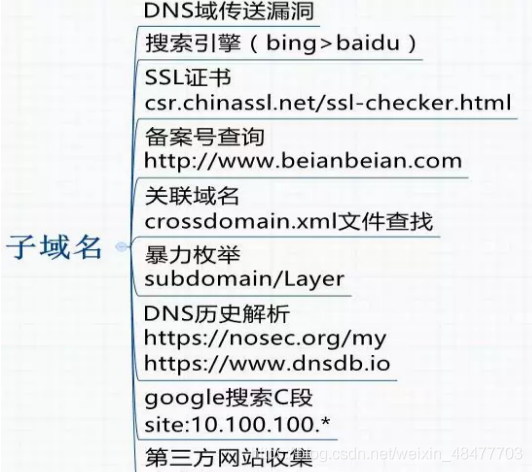 DNS域传送漏洞
搜索引擎（bing>baidu）
SSL证书
csr.chinassl.net/ssl-checker.html
备案号查询
http://www.beianbeian.com
关联域名
crossdomain.xml文件查找
子域名
暴力枚举
subdomain/Layer
DNS历史解析
https://nosec.org/my
https://www.dnsdb.io
google搜索C段
site:10.100.100.*
第三方网站收集
https://blog.csdn.net/weixin_48477703